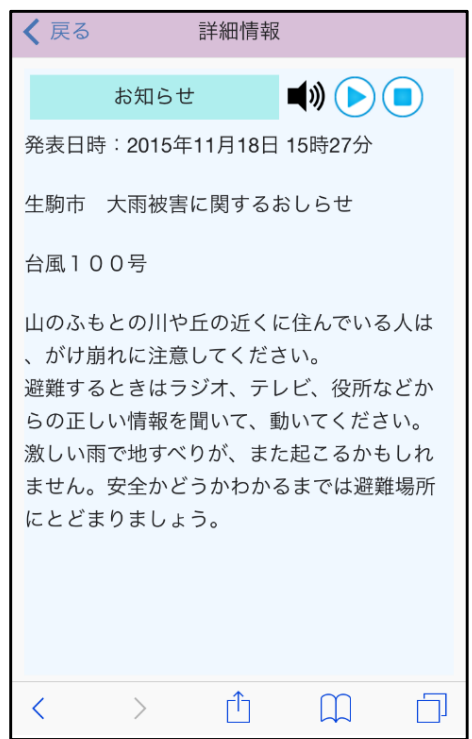 戻る 詳細情報
お知らせ
発表日時：2015年11月18日 15時27分
生駒市　大雨被害に関するおしらせ
台風１００号
山のふもとの川や丘の近くに住んでいる人は
、がけ崩れに注意してください。
避難するときはラジオ、テレビ、役所などか
らの正しい情報を聞いて、動いてください。
激しい雨で地すべりが、また起こるかもしれ
ません。安全かどうかわかるまでは避難場所
にとどまりましょう。